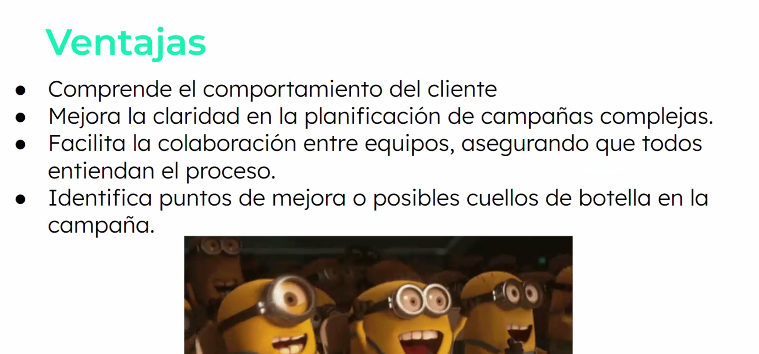 Ventajas
● Comprende el comportamiento del cliente
● Mejora la claridad en la planificación de campañas complejas.
● Facilita la colaboración entre equipos, asegurando que todos
entiendan el proceso.
● Identifica puntos de mejora o posibles cuellos de botella en la
campaña.